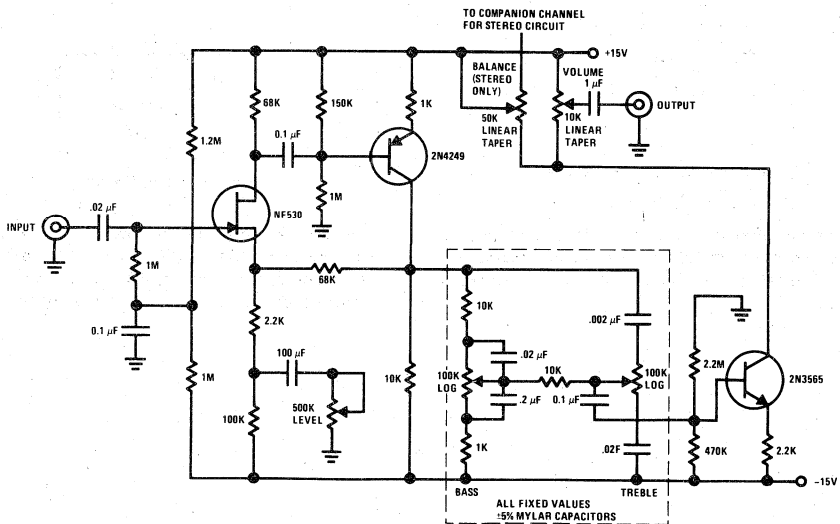 TO COMPANION CHANNEL
FOR STEREO CIRCUIT
+15V
BALANCE
(STEREO
ONLY)
VOLUME
1 µF
68K
150K
1K
OUTPUT
50K
LINEAR
TAPER
10K
LINEAR
TAPER
1.2M
0.1 µF
2N4249
1M
.02 µF
NF530
INPUT
1M
68K
10K
.002 µF
0.1 µF
2.2K
.02 µF
2.2M
100 µF
100K
LOG
10K
100K
LOG
2N3565
1M
10K
.2 µF
0.1 µF
100K
500K
LEVEL
1K
.02F
470K
2.2K
-15V
BASS
TREBLE
ALL FIXED VALUES
±5% MYLAR CAPACITORS